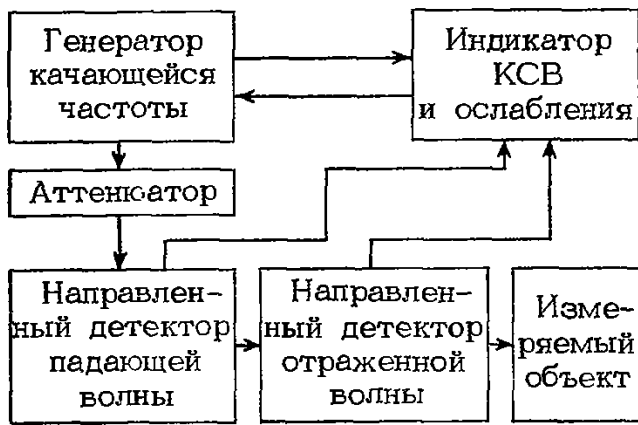 Генератор
качающейся
частоты
Индикатор
КСВ
и ослабления
Аттенюатор
Направлен-
ный детектор
падающей
волны
Направлен-
ный детектор
отраженной
волны
Изме-
ряемый
объект